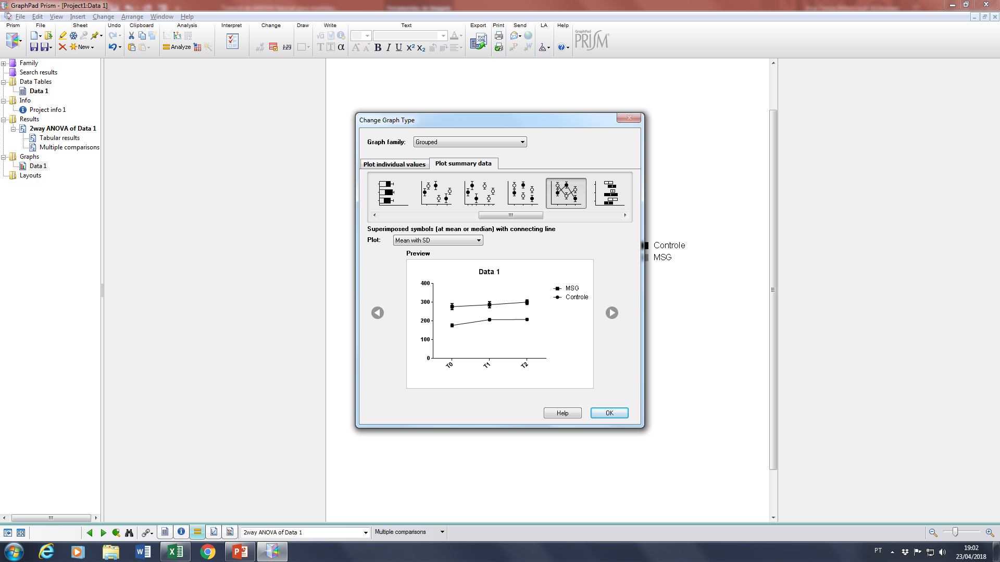 GraphPad Prism - [Project1:Data 1]
File Edit View Insert Change Arrange Window Help
Prism File Sheet Undo Clipboard Analysis Interpret Change Draw Write Text Export Print Send LA Help
New
Analyze
GraphPad
PRISM
Family
Search results
Data Tables
Data 1
Info
Project info 1
Results
2way ANOVA of Data 1
Tabular results
Multiple comparisons
Graphs
Data 1
Layouts
Change Graph Type
Graph family: Grouped
Plot individual values Plot summary data
Superimposed symbols (at mean or median) with connecting line
Plot: Mean with SD
Preview
Data 1
400
300
200
100
0
T0 T1 T2
MSG
Controle
Help OK
Controle
MSG
2way ANOVA of Data 1 Multiple comparisons
PT
19:02
23/04/2018